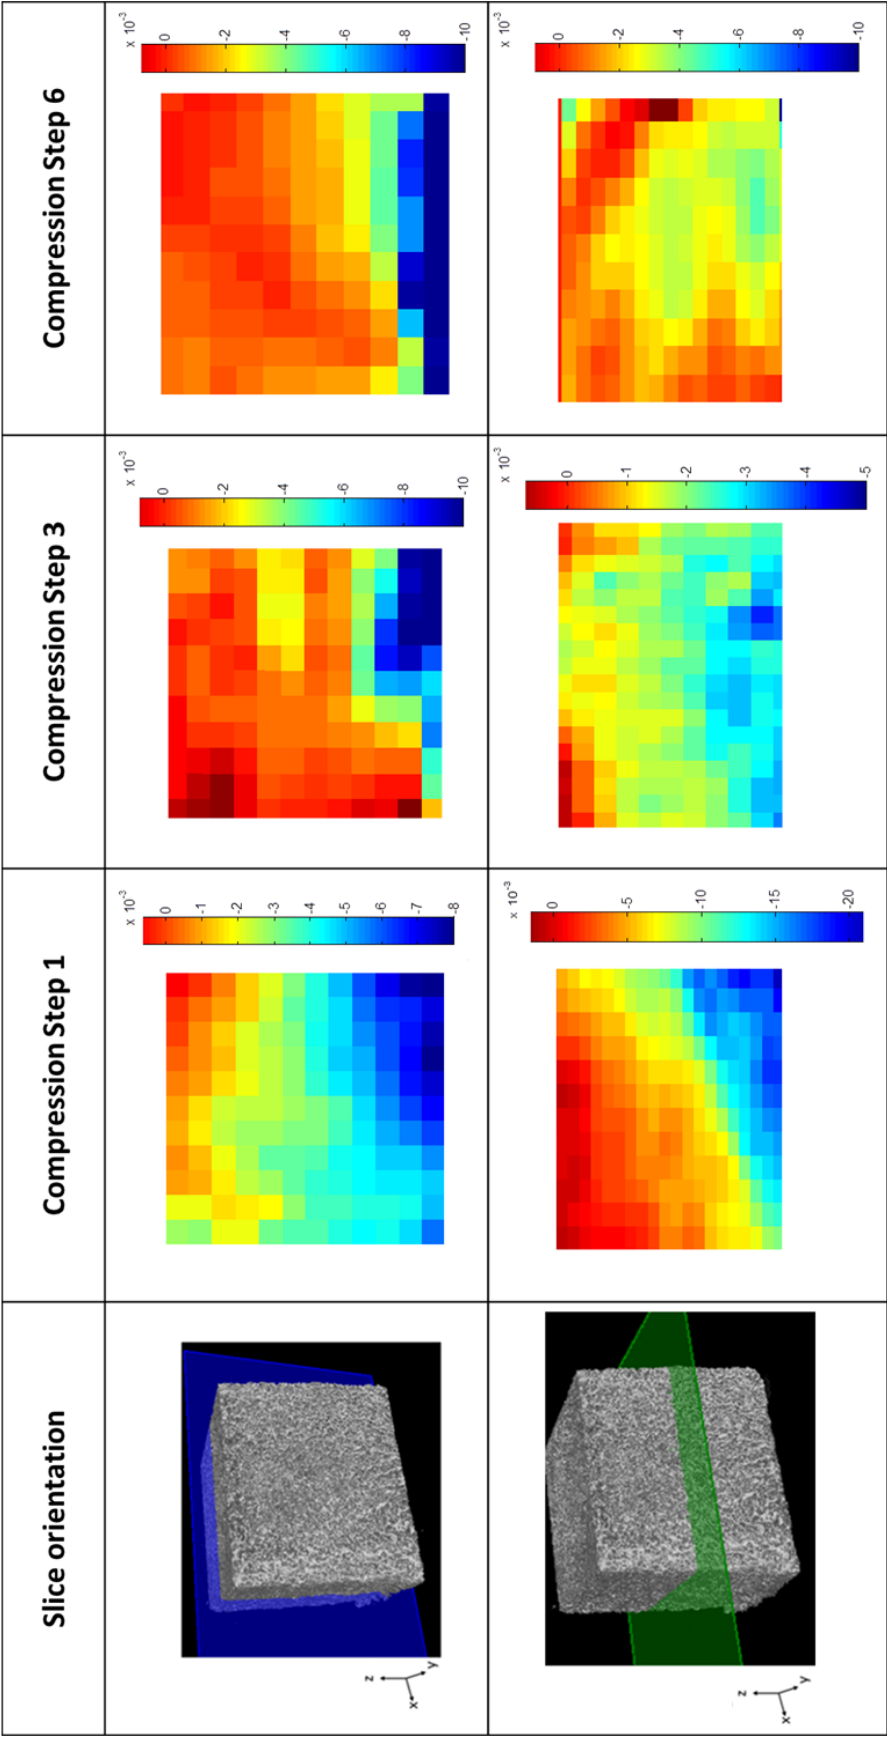 Slice orientation
Compression Step 1
Compression Step 3
Compression Step 6
z
x
y
x 10⁻³
0
-1
-2
-3
-4
-5
-6
-7
-8
x 10⁻³
0
-2
-4
-6
-8
-10
x 10⁻³
0
-2
-4
-6
-8
-10
z
x
y
x 10⁻³
0
-5
-10
-15
-20
x 10⁻³
0
-1
-2
-3
-4
-5
x 10⁻³
0
-2
-4
-6
-8
-10